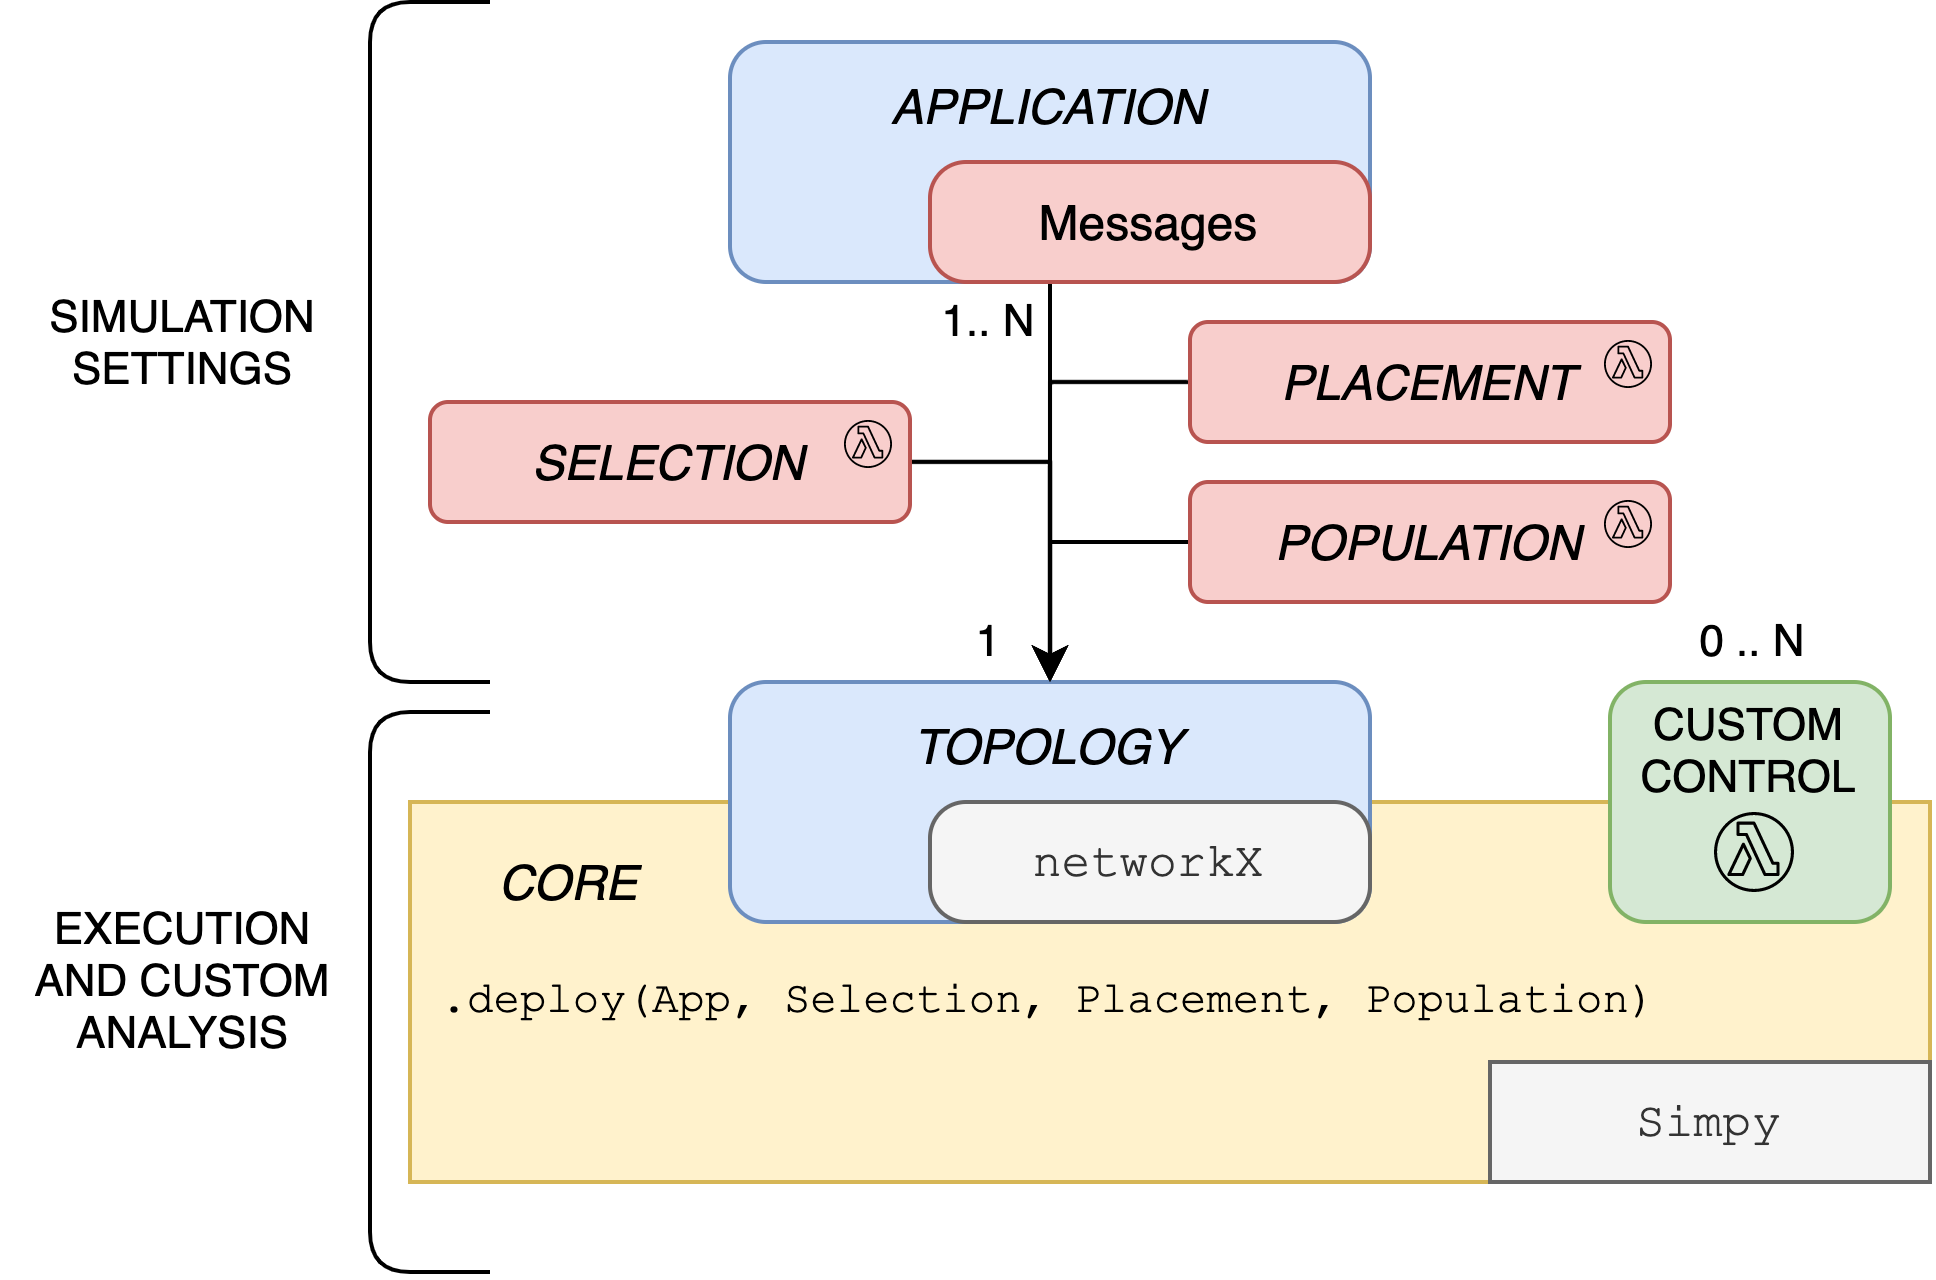 APPLICATION
Messages
1.. N
SIMULATION
SETTINGS
PLACEMENT
SELECTION
POPULATION
1
0 .. N
TOPOLOGY
CUSTOM
CONTROL
networkX
CORE
EXECUTION
AND CUSTOM
ANALYSIS
.deploy(App, Selection, Placement, Population)
Simpy